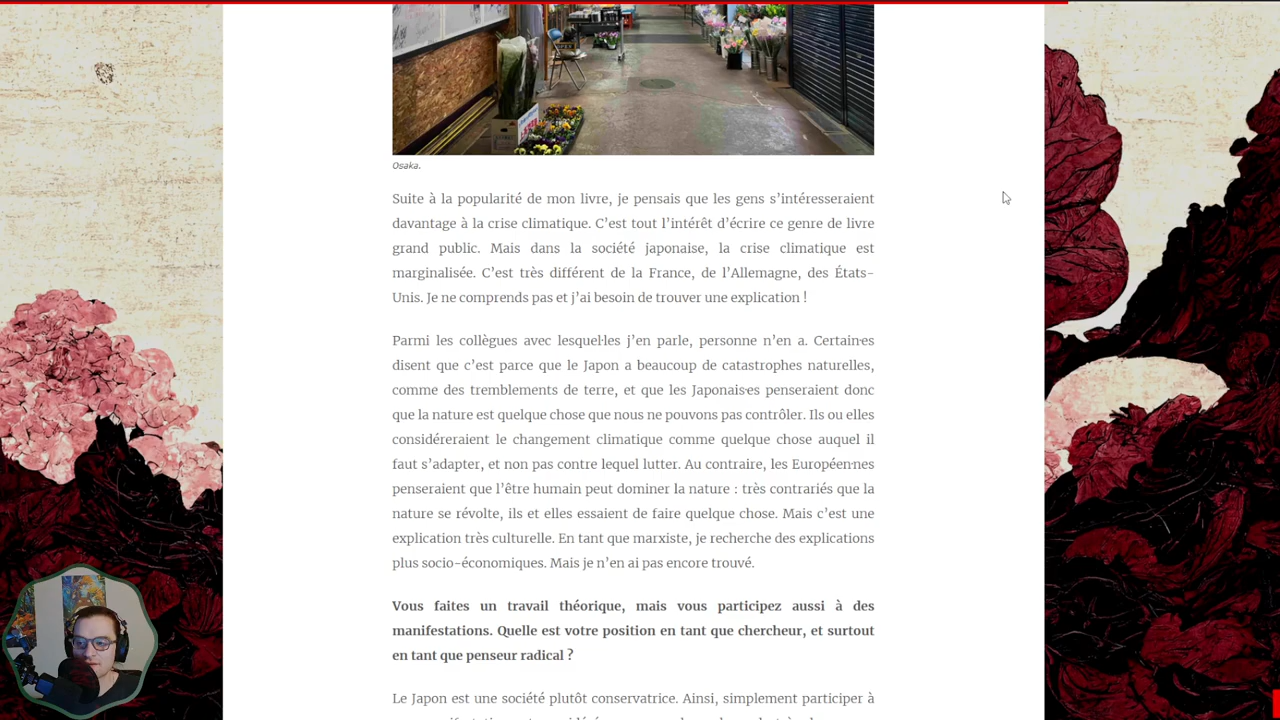 Osaka.
Suite à la popularité de mon livre, je pensais que les gens s’intéresseraient
davantage à la crise climatique. C’est tout l’intérêt d’écrire ce genre de livre
grand public. Mais dans la société japonaise, la crise climatique est
marginalisée. C’est très différent de la France, de l’Allemagne, des États-
Unis. Je ne comprends pas et j’ai besoin de trouver une explication !
Parmi les collègues avec lesquel·les j’en parle, personne n’en a. Certain·es
disent que c’est parce que le Japon a beaucoup de catastrophes naturelles,
comme des tremblements de terre, et que les Japonais·es penseraient donc
que la nature est quelque chose que nous ne pouvons pas contrôler. Ils ou elles
considéreraient le changement climatique comme quelque chose auquel il
faut s’adapter, et non pas contre lequel lutter. Au contraire, les Européen·nes
penseraient que l’être humain peut dominer la nature : très contrariés que la
nature se révolte, ils et elles essaient de faire quelque chose. Mais c’est une
explication très culturelle. En tant que marxiste, je recherche des explications
plus socio-économiques. Mais je n’en ai pas encore trouvé.
Vous faites un travail théorique, mais vous participez aussi à des
manifestations. Quelle est votre position en tant que chercheur, et surtout
en tant que penseur radical ?
Le Japon est une société plutôt conservatrice. Ainsi, simplement participer à